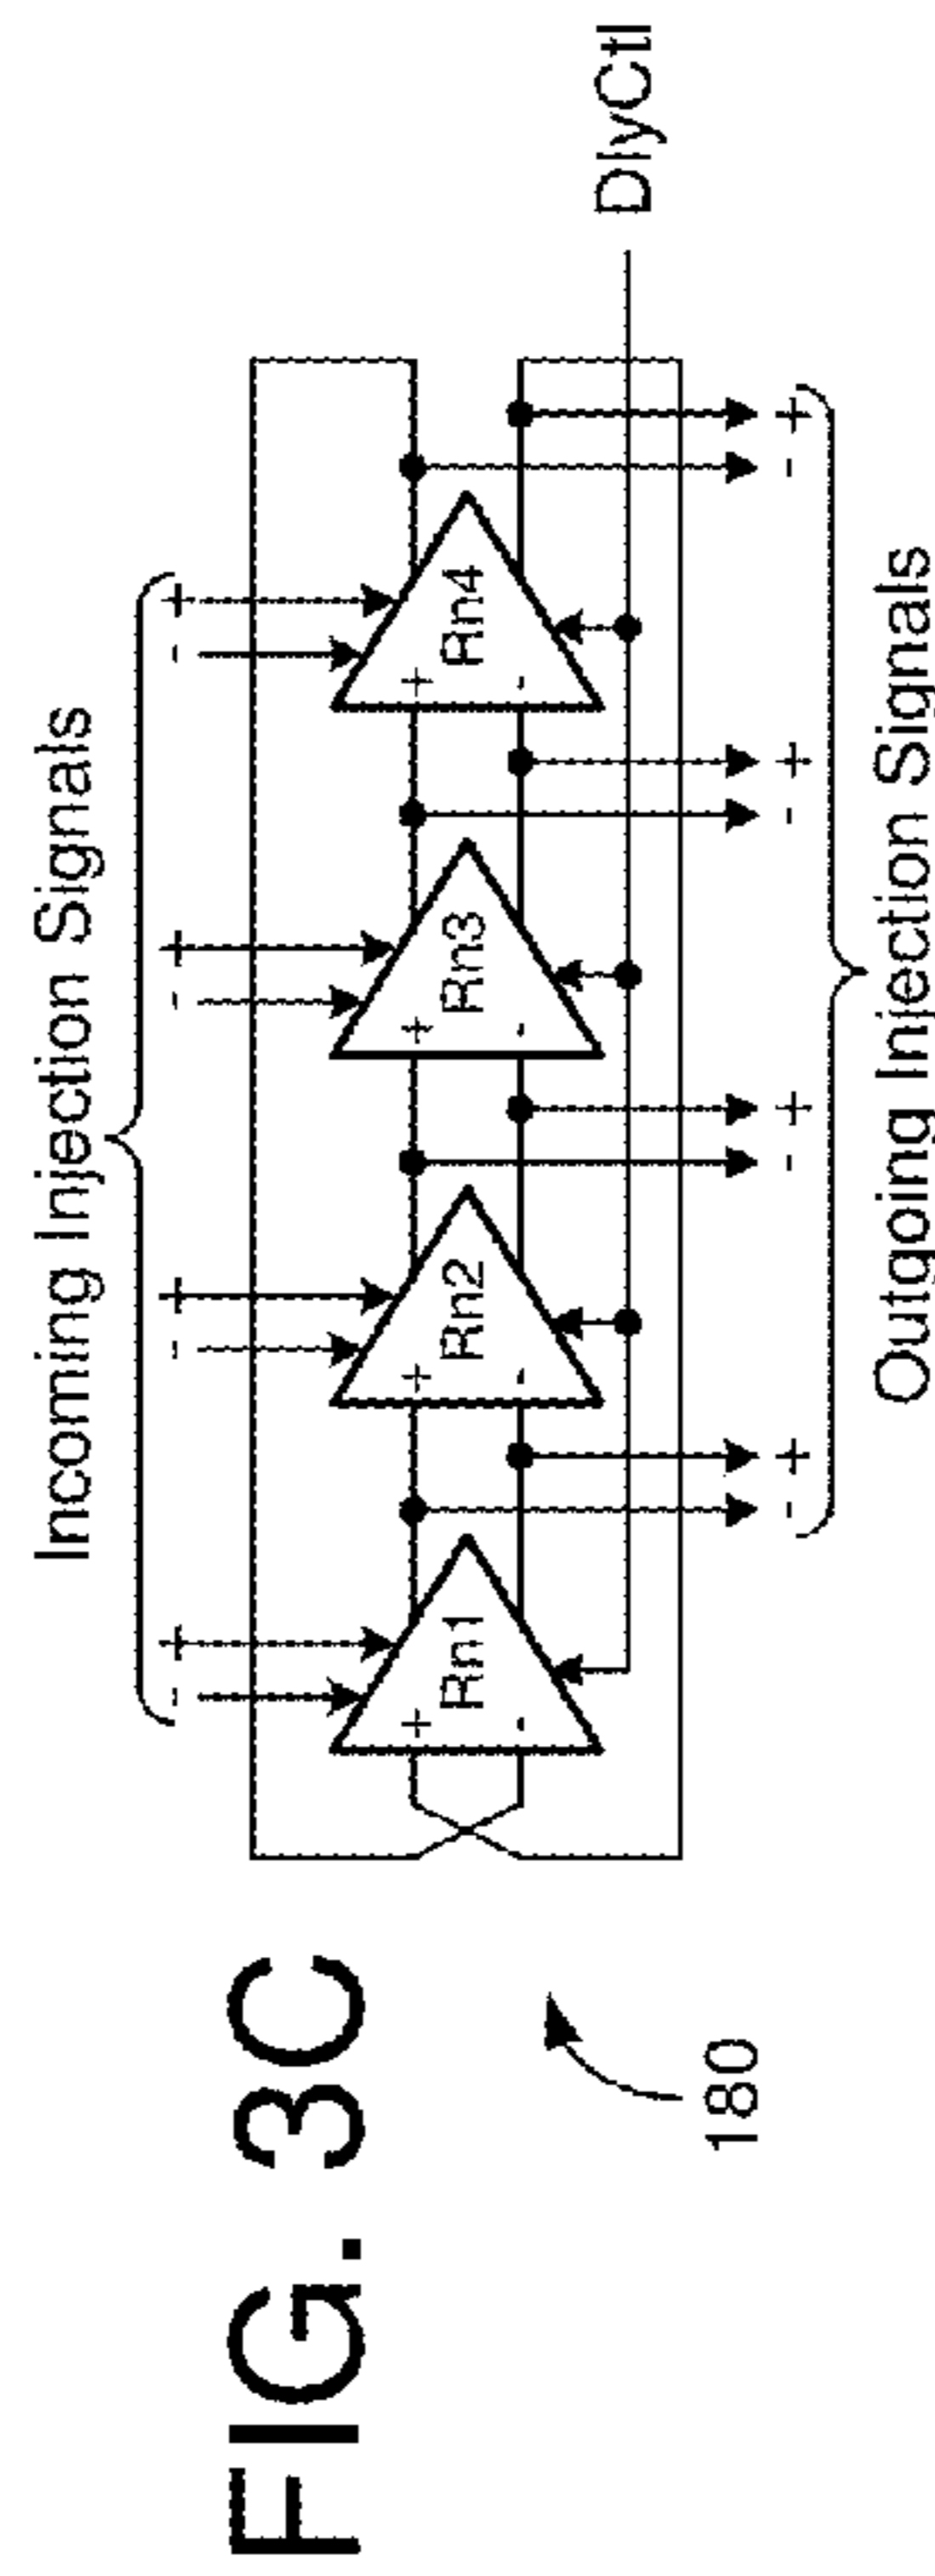 FIG. 3C
180
Incoming Injection Signals
- + - + - + - +
+ + + +
Rn1 Rn2 Rn3 Rn4
- - - -
DlyCtl
- + - + - + - +
Outgoing Injection Signals